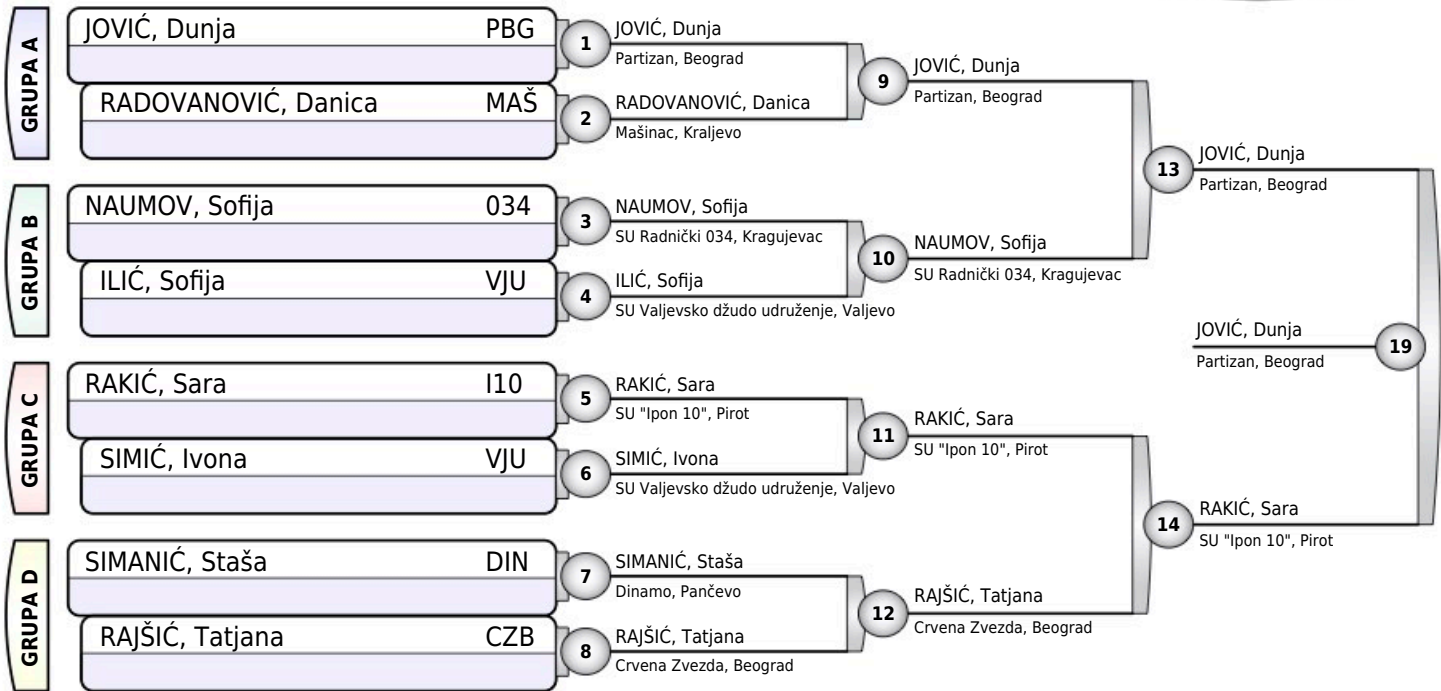 GRUPA A
JOVIĆ, Dunja PBG
RADOVANOVIĆ, Danica MAŠ
1
JOVIĆ, Dunja
Partizan, Beograd
2
RADOVANOVIĆ, Danica
Mašinac, Kraljevo
9
JOVIĆ, Dunja
Partizan, Beograd
GRUPA B
NAUMOV, Sofija 034
ILIĆ, Sofija VJU
3
NAUMOV, Sofija
SU Radnički 034, Kragujevac
4
ILIĆ, Sofija
SU Valjevsko džudo udruženje, Valjevo
10
NAUMOV, Sofija
SU Radnički 034, Kragujevac
13
JOVIĆ, Dunja
Partizan, Beograd
GRUPA C
RAKIĆ, Sara I10
SIMIĆ, Ivona VJU
5
RAKIĆ, Sara
SU "Ipon 10", Pirot
6
SIMIĆ, Ivona
SU Valjevsko džudo udruženje, Valjevo
11
RAKIĆ, Sara
SU "Ipon 10", Pirot
GRUPA D
SIMANIĆ, Staša DIN
RAJŠIĆ, Tatjana CZB
7
SIMANIĆ, Staša
Dinamo, Pančevo
8
RAJŠIĆ, Tatjana
Crvena Zvezda, Beograd
12
RAJŠIĆ, Tatjana
Crvena Zvezda, Beograd
14
RAKIĆ, Sara
SU "Ipon 10", Pirot
JOVIĆ, Dunja
Partizan, Beograd
19